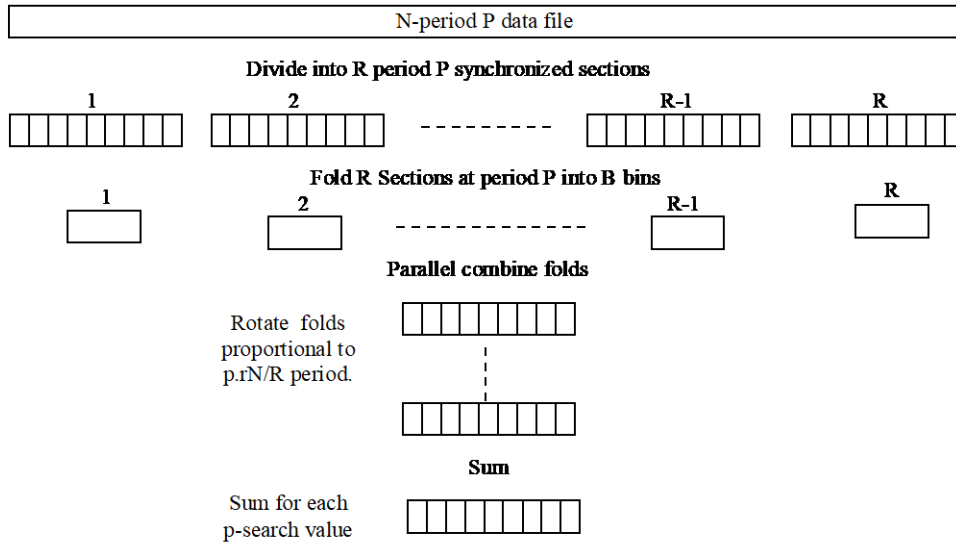 N-period P data file
Divide into R period P synchronized sections
1 2 R-1 R
Fold R Sections at period P into B bins
1 2 R-1 R
Parallel combine folds
Rotate folds
proportional to
p.rN/R period.
Sum
Sum for each
p-search value